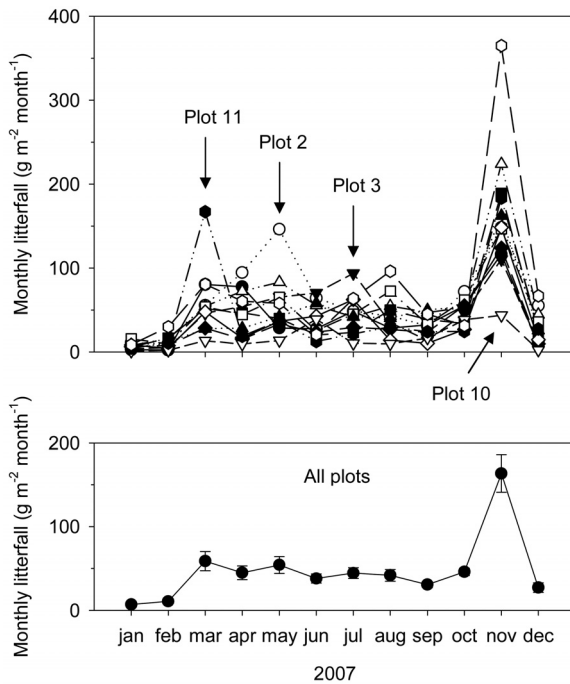 400
300
200
100
0
Monthly litterfall (g m⁻² month⁻¹)
Plot 11
Plot 2
Plot 3
Plot 10
200
100
0
Monthly litterfall (g m⁻² month⁻¹)
All plots
jan feb mar apr may jun jul aug sep oct nov dec
2007